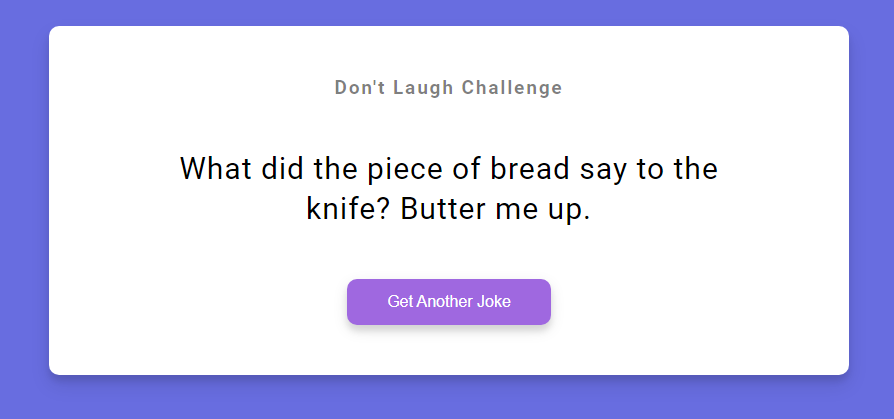 Don't Laugh Challenge
What did the piece of bread say to the
knife? Butter me up.
Get Another Joke